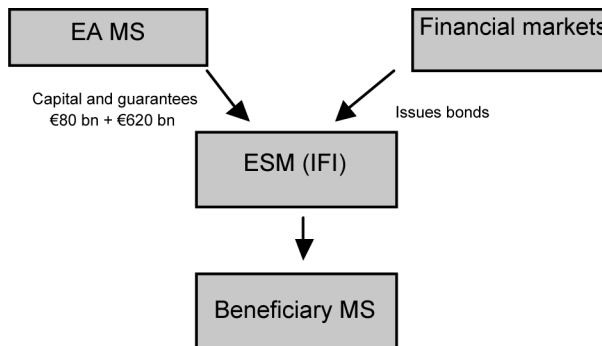 EA MS
Financial markets
Capital and guarantees
€80 bn + €620 bn
Issues bonds
ESM (IFI)
Beneficiary MS